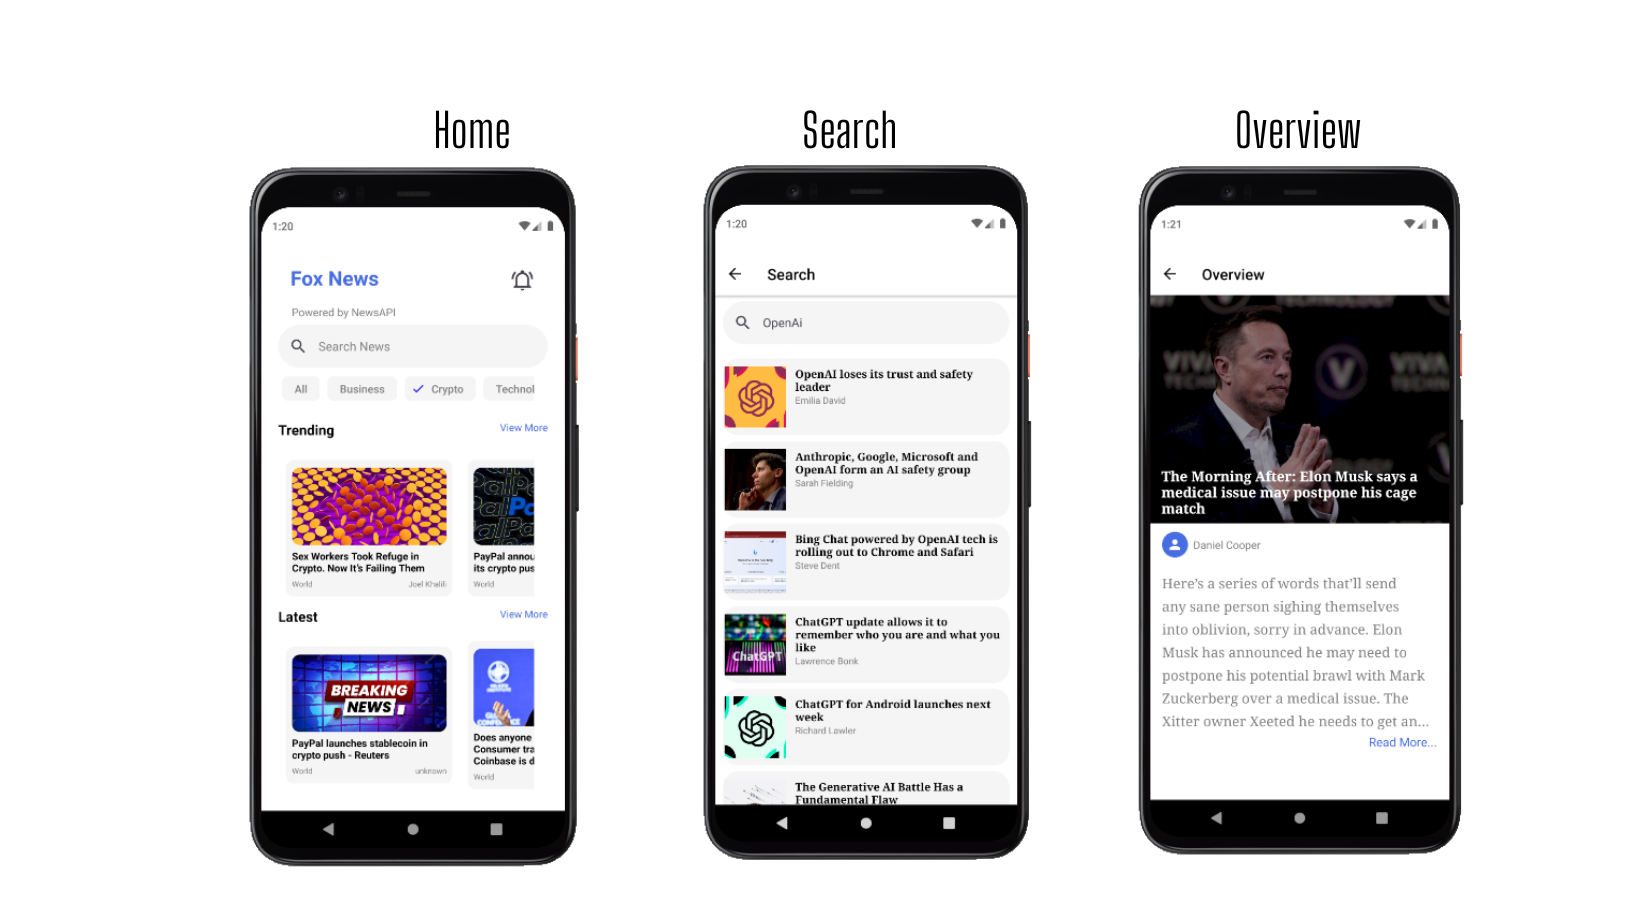 Home
1:20
Fox News
Powered by NewsAPI
Search News
All Business Crypto Technol
Trending View More
Sex Workers Took Refuge in
Crypto. Now It's Failing Them
World Joel Khalili
PayPal annou
its crypto pus
World
Latest View More
BREAKING
NEWS
PayPal launches stablecoin in
crypto push - Reuters
World unknown
Does anyone
Consumer tra
Coinbase is d
World
Search
1:20
Search
OpenAi
OpenAI loses its trust and safety
leader
Emilia David
Anthropic, Google, Microsoft and
OpenAI form an AI safety group
Sarah Fielding
Bing Chat powered by OpenAI tech is
rolling out to Chrome and Safari
Steve Dent
ChatGPT
ChatGPT update allows it to
remember who you are and what you
like
Lawrence Bonk
ChatGPT for Android launches next
week
Richard Lawler
The Generative AI Battle Has a
Fundamental Flaw
Overview
1:21
Overview
The Morning After: Elon Musk says a
medical issue may postpone his cage
match
Daniel Cooper
Here's a series of words that'll send
any sane person sighing themselves
into oblivion, sorry in advance. Elon
Musk has announced he may need to
postpone his potential brawl with Mark
Zuckerberg over a medical issue. The
Xitter owner Xeeted he needs to get an...
Read More...